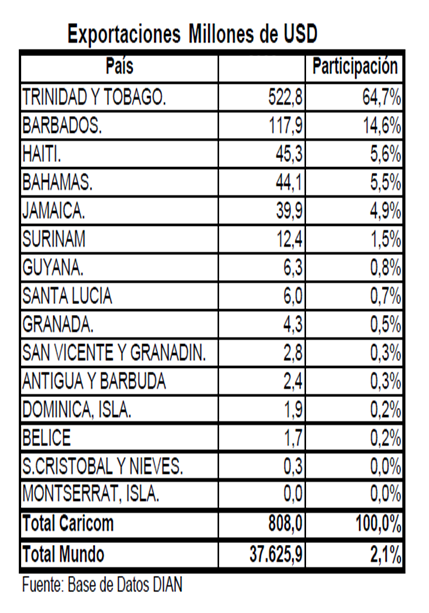 Exportaciones Millones de USD
País Participación
TRINIDAD Y TOBAGO. 522,8 64,7%
BARBADOS. 117,9 14,6%
HAITI. 45,3 5,6%
BAHAMAS. 44,1 5,5%
JAMAICA. 39,9 4,9%
SURINAM 12,4 1,5%
GUYANA. 6,3 0,8%
SANTA LUCIA 6,0 0,7%
GRANADA. 4,3 0,5%
SAN VICENTE Y GRANADIN. 2,8 0,3%
ANTIGUA Y BARBUDA 2,4 0,3%
DOMINICA, ISLA. 1,9 0,2%
BELICE 1,7 0,2%
S.CRISTOBAL Y NIEVES. 0,3 0,0%
MONTSERRAT, ISLA. 0,0 0,0%
Total Caricom 808,0 100,0%
Total Mundo 37.625,9 2,1%
Fuente: Base de Datos DIAN